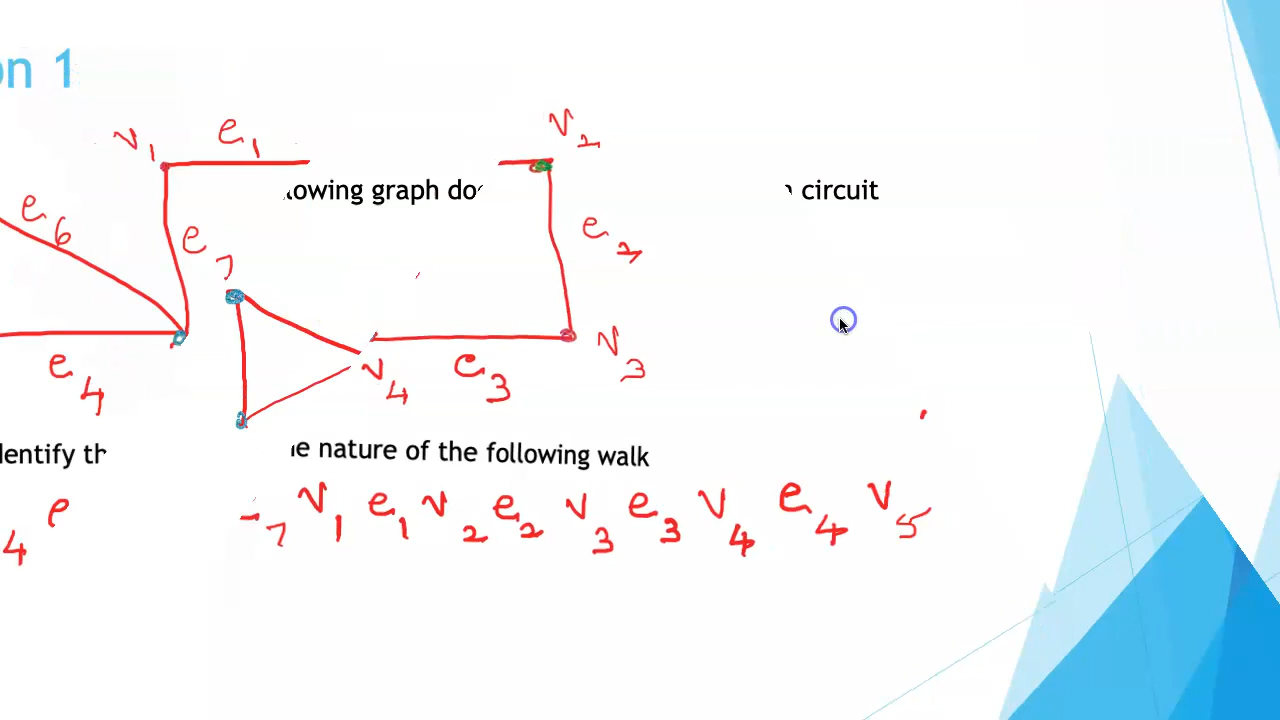 on 1
v1 e1 v2
lowing graph do circuit
e6 e7 e2
e4 v4 e3 v3
dentify th e nature of the following walk
4 e 7 v1 e1 v2 e2 v3 e3 v4 e4 v5